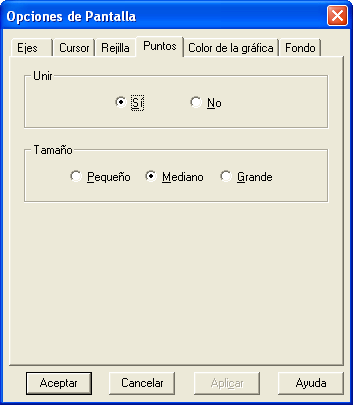 Opciones de Pantalla
Ejes Cursor Rejilla Puntos Color de la gráfica Fondo
Unir
Sí No
Tamaño
Pequeño Mediano Grande
Aceptar Cancelar Aplicar Ayuda